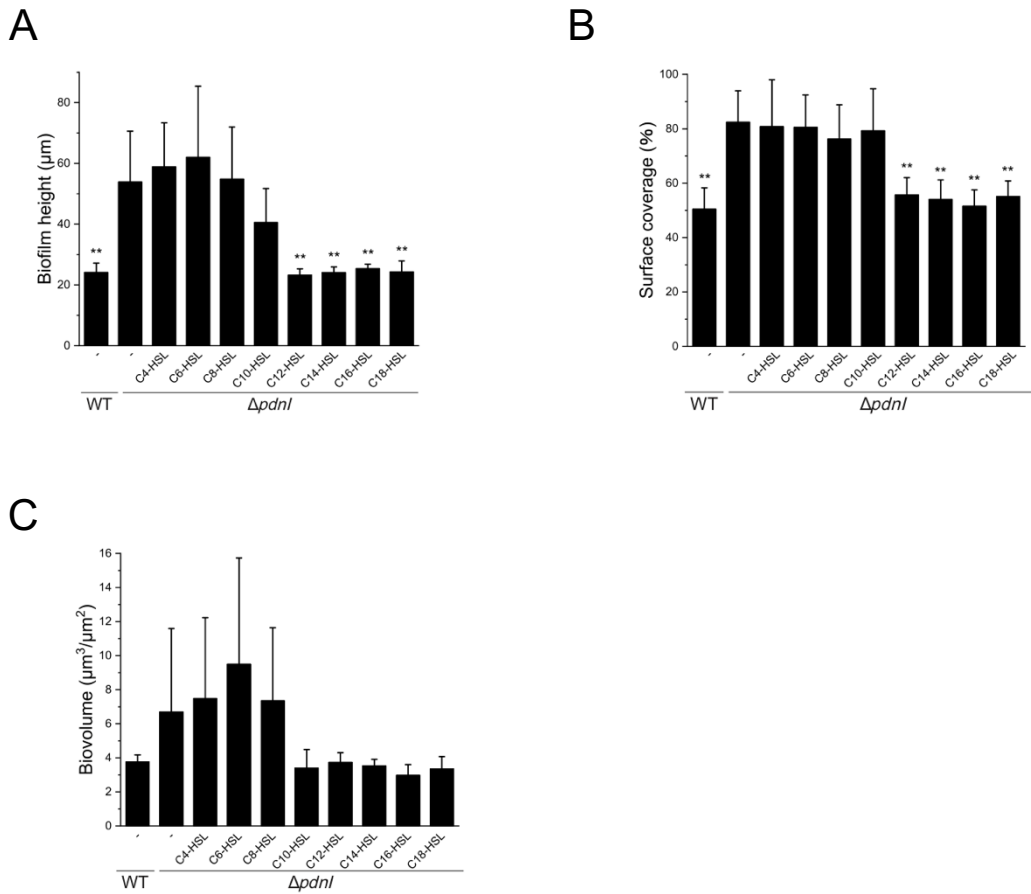 A
Biofilm height (µm)
80
60
40
20
0
** ** ** ** **
- - C4-HSL C6-HSL C8-HSL C10-HSL C12-HSL C14-HSL C16-HSL C18-HSL
WT ΔpdnI
B
Surface coverage (%)
100
80
60
40
20
0
** ** ** ** **
- - C4-HSL C6-HSL C8-HSL C10-HSL C12-HSL C14-HSL C16-HSL C18-HSL
WT ΔpdnI
C
Biovolume (µm³/µm²)
16
14
12
10
8
6
4
2
0
- - C4-HSL C6-HSL C8-HSL C10-HSL C12-HSL C14-HSL C16-HSL C18-HSL
WT ΔpdnI